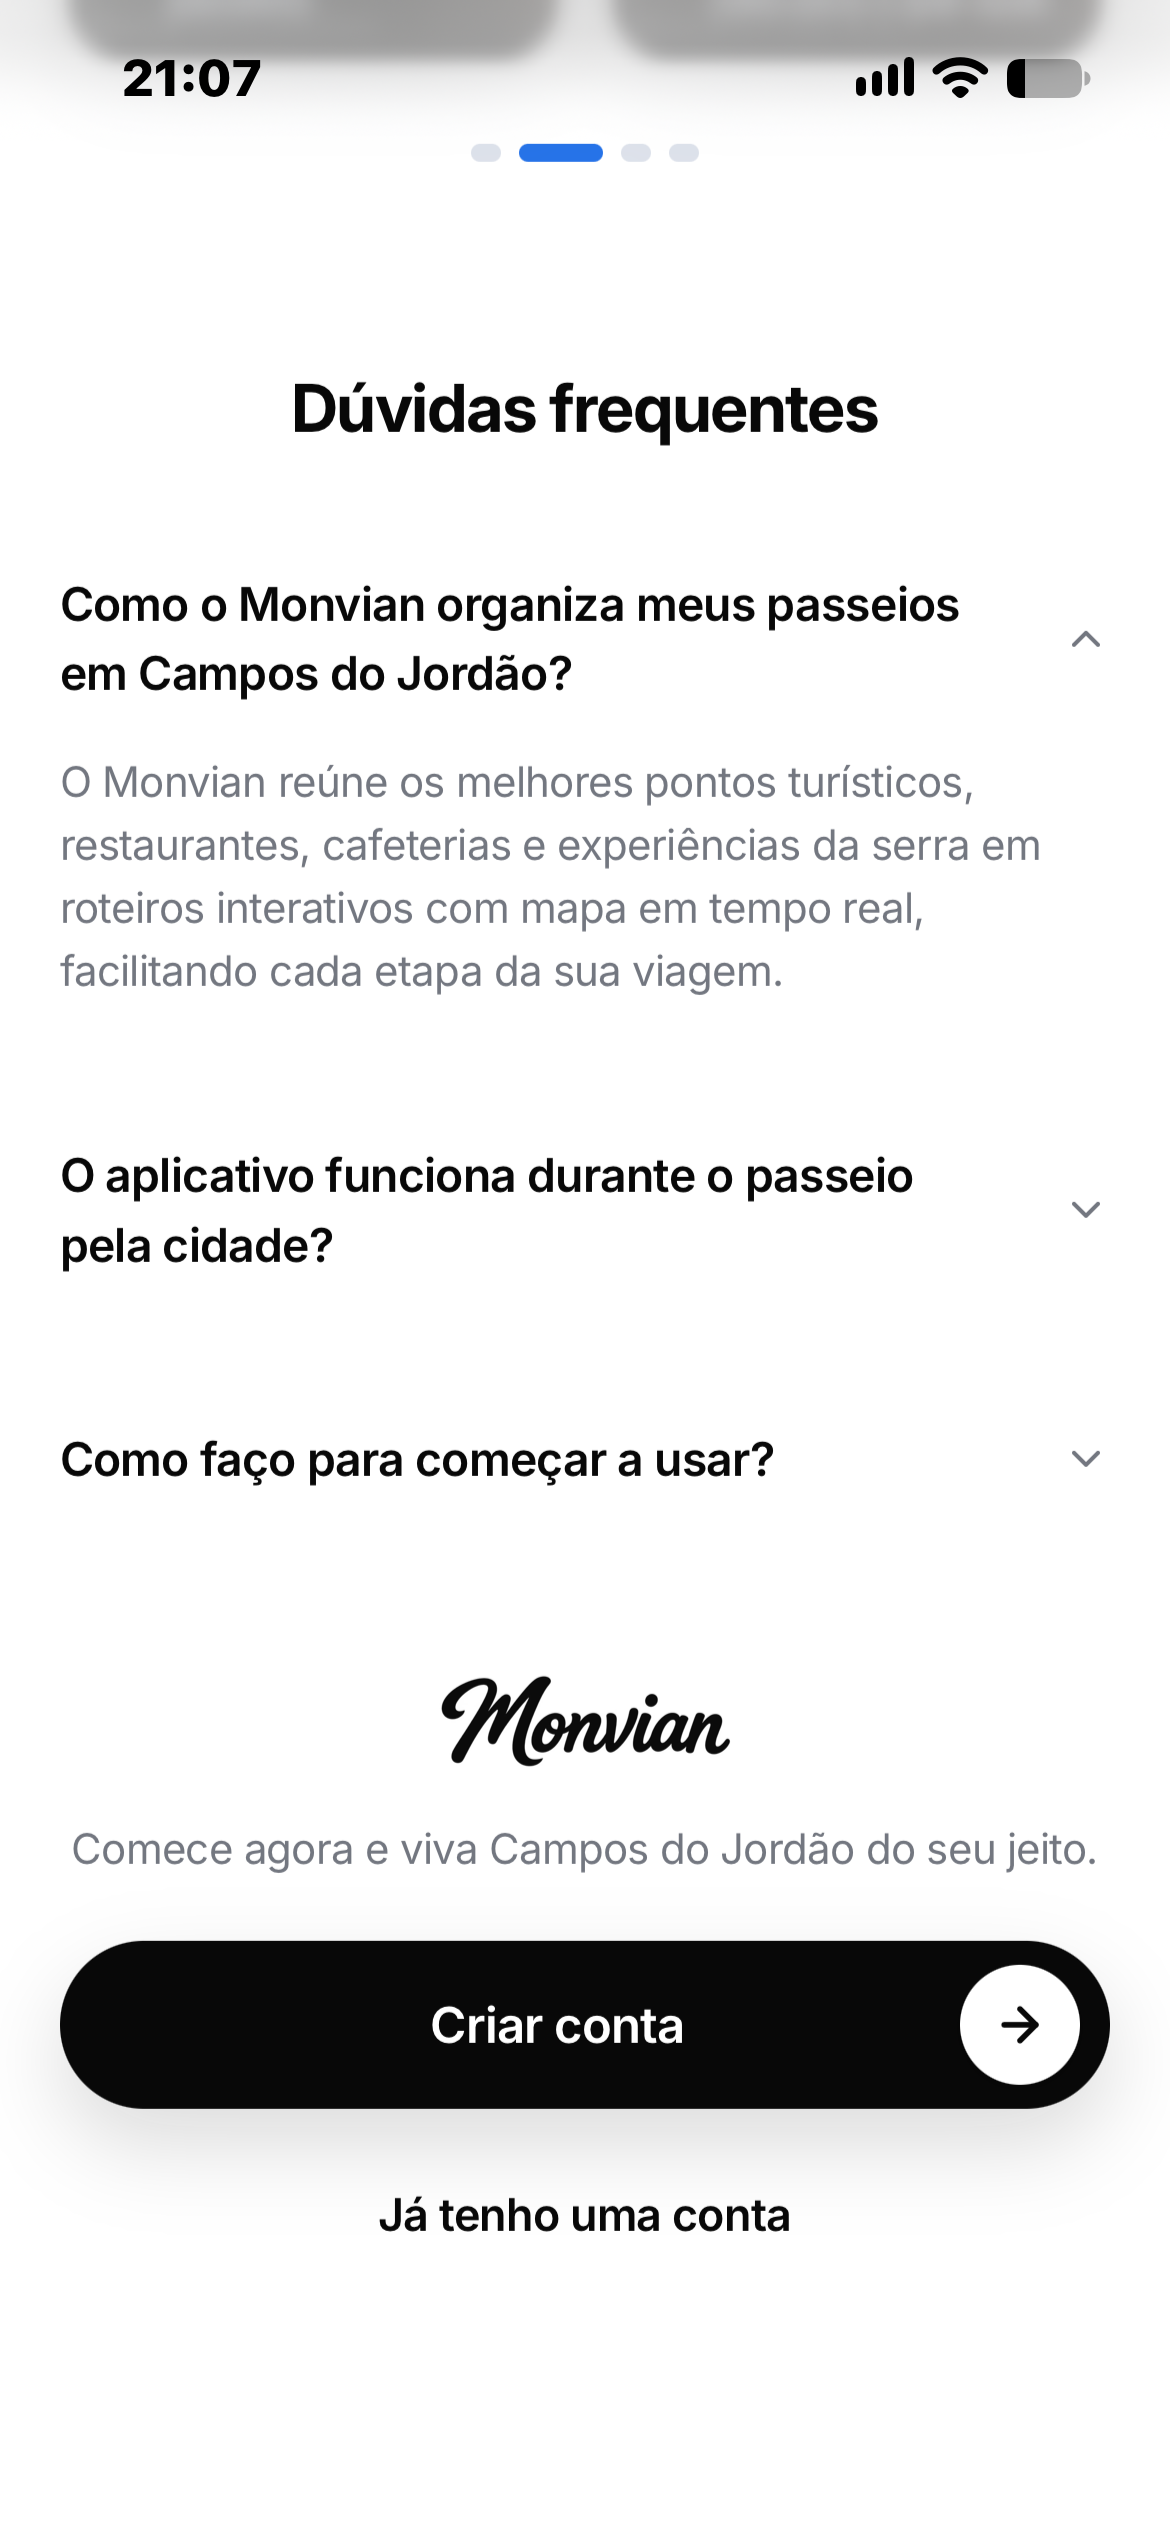 21:07
Dúvidas frequentes
Como o Monvian organiza meus passeios
em Campos do Jordão?
O Monvian reúne os melhores pontos turísticos,
restaurantes, cafeterias e experiências da serra em
roteiros interativos com mapa em tempo real,
facilitando cada etapa da sua viagem.
O aplicativo funciona durante o passeio
pela cidade?
Como faço para começar a usar?
Monvian
Comece agora e viva Campos do Jordão do seu jeito.
Criar conta
Já tenho uma conta